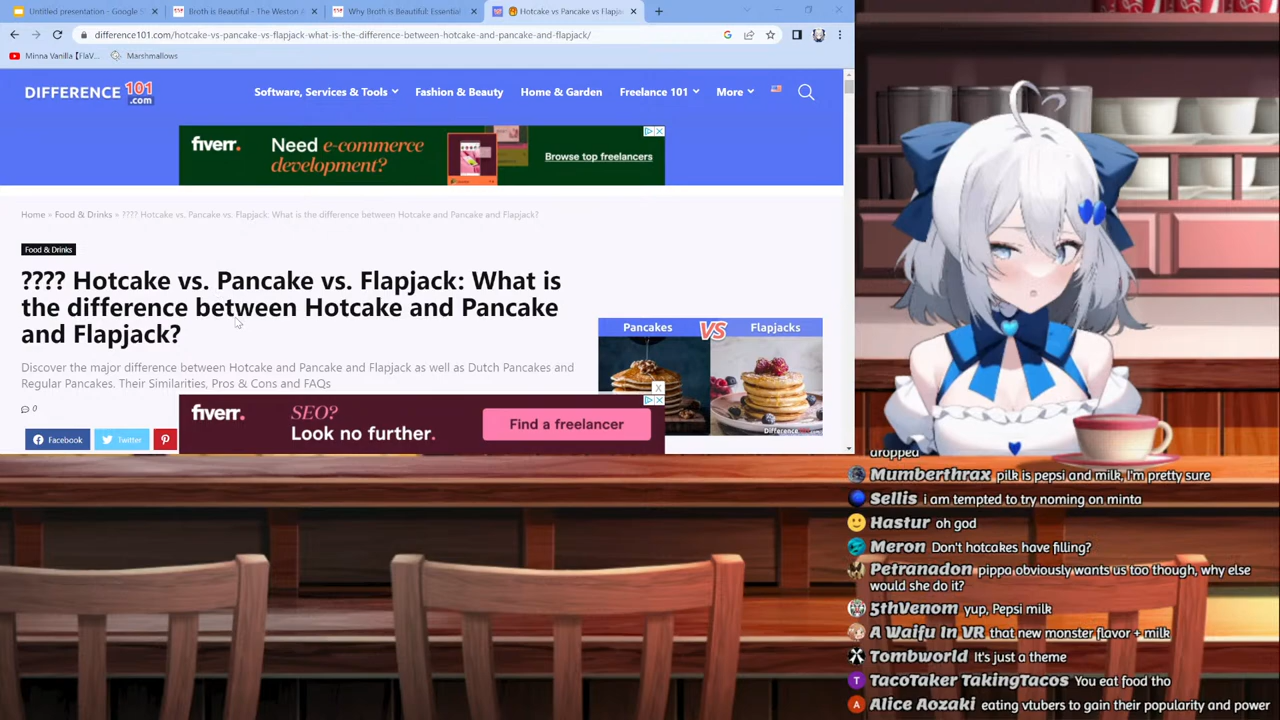 Untitled presentation - Google S
Broth is Beautiful - The Weston A
Why Broth is Beautiful: Essential
Hotcake vs Pancake vs Flapja
difference101.com/hotcake-vs-pancake-vs-flapjack-what-is-the-difference-between-hotcake-and-pancake-and-flapjack/
Minna Vanilla【FlaV...
Marshmallows
DIFFERENCE 101 .com
Software, Services & Tools
Fashion & Beauty
Home & Garden
Freelance 101
More
fiverr.
Need e-commerce
development?
Browse top freelancers
Home » Food & Drinks » ???? Hotcake vs. Pancake vs. Flapjack: What is the difference between Hotcake and Pancake and Flapjack?
Food & Drinks
???? Hotcake vs. Pancake vs. Flapjack: What is
the difference between Hotcake and Pancake
and Flapjack?
Pancakes VS Flapjacks
Difference101.com
Discover the major difference between Hotcake and Pancake and Flapjack as well as Dutch Pancakes and
Regular Pancakes. Their Similarities, Pros & Cons and FAQs
0
Facebook
Twitter
fiverr.
SEO?
Look no further.
Find a freelancer
dropped
Mumberthrax pilk is pepsi and milk, I'm pretty sure
Sellis i am tempted to try noming on minta
Hastur oh god
Meron Don't hotcakes have filling?
Petranadon pippa obviously wants us too though, why else
would she do it?
5thVenom yup, Pepsi milk
A Waifu In VR that new monster flavor + milk
Tombworld It's just a theme
T TacoTaker TakingTacos You eat food tho
A Alice Aozaki eating vtubers to gain their popularity and power